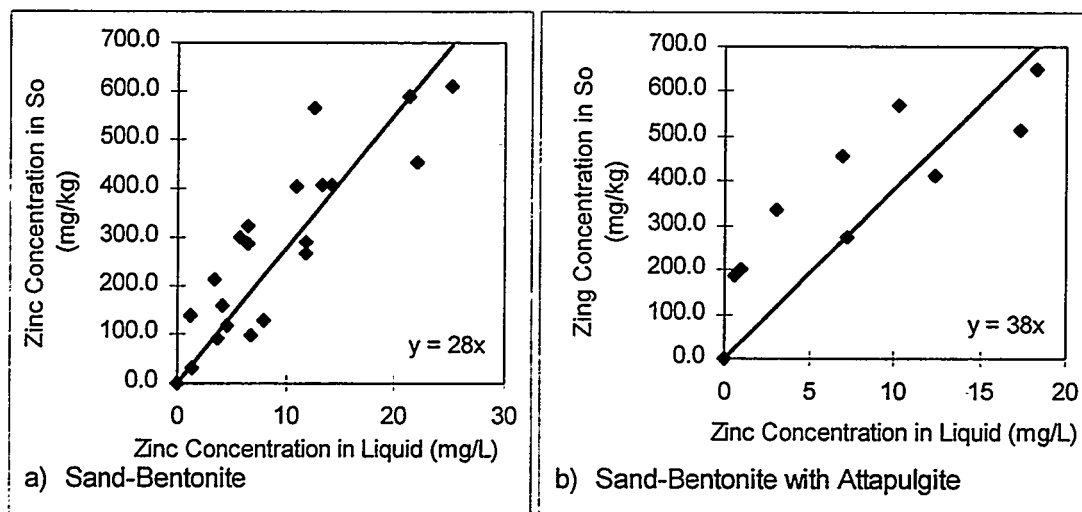 Zinc Concentration in So
(mg/kg)
700.0
600.0
500.0
400.0
300.0
200.0
100.0
0.0
y = 28x
0 10 20 30
Zinc Concentration in Liquid (mg/L)
a) Sand-Bentonite
Zing Concentration in So
(mg/kg)
700.0
600.0
500.0
400.0
300.0
200.0
100.0
0.0
y = 38x
0 5 10 15 20
Zinc Concentration in Liquid (mg/L)
b) Sand-Bentonite with Attapulgite